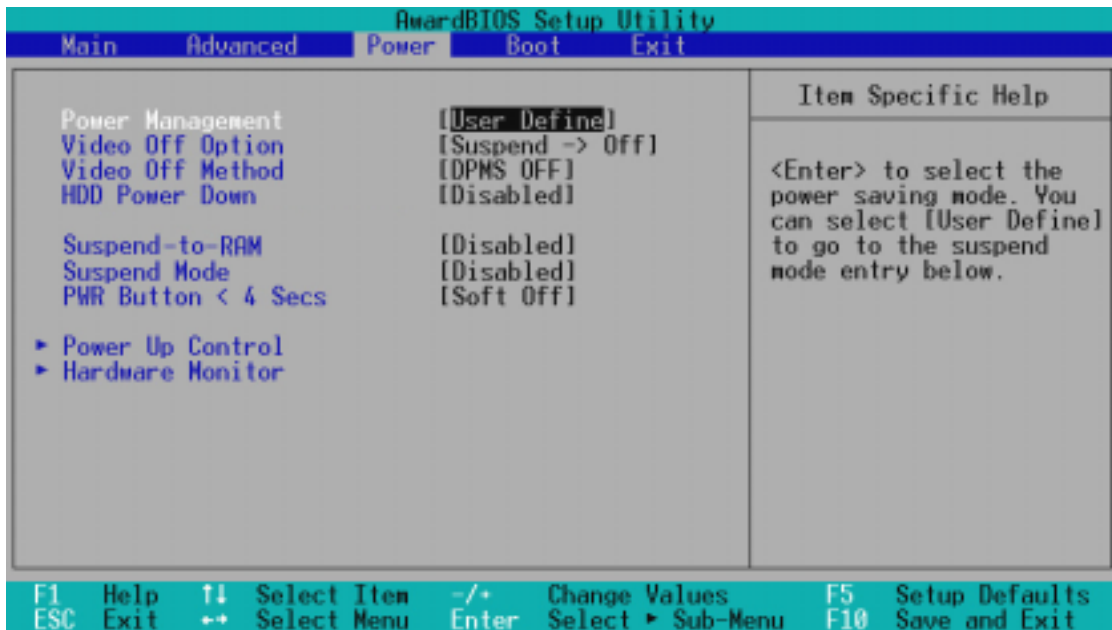 AwardBIOS Setup Utility
Main Advanced Power Boot Exit
Power Management [User Define]
Video Off Option [Suspend -> Off]
Video Off Method [DPMS OFF]
HDD Power Down [Disabled]
Suspend-to-RAM [Disabled]
Suspend Mode [Disabled]
PWR Button < 4 Secs [Soft Off]
► Power Up Control
► Hardware Monitor
Item Specific Help
<Enter> to select the
power saving mode. You
can select [User Define]
to go to the suspend
mode entry below.
F1 Help ↑↓ Select Item -/+ Change Values F5 Setup Defaults
ESC Exit ←→ Select Menu Enter Select ► Sub-Menu F10 Save and Exit